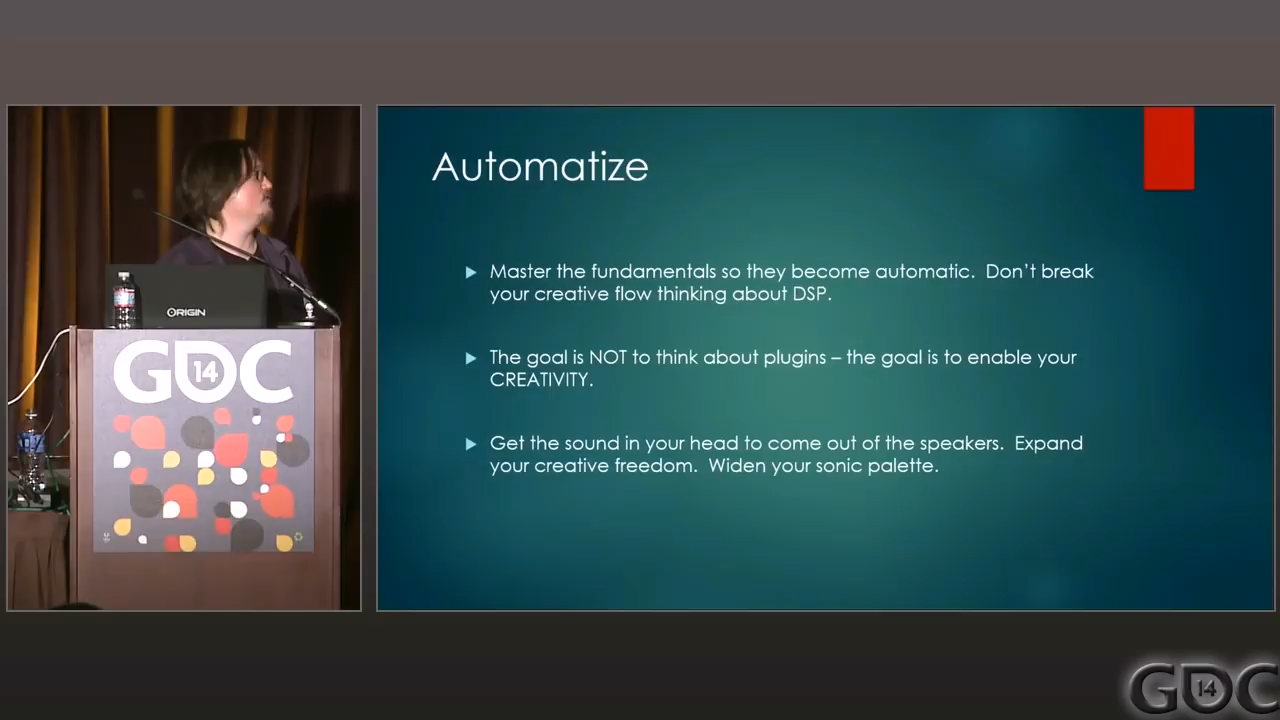 Automatize
Master the fundamentals so they become automatic.  Don't break
your creative flow thinking about DSP.
The goal is NOT to think about plugins – the goal is to enable your
CREATIVITY.
Get the sound in your head to come out of the speakers.  Expand
your creative freedom.  Widen your sonic palette.
ORIGIN
GDC
14
GDC
14